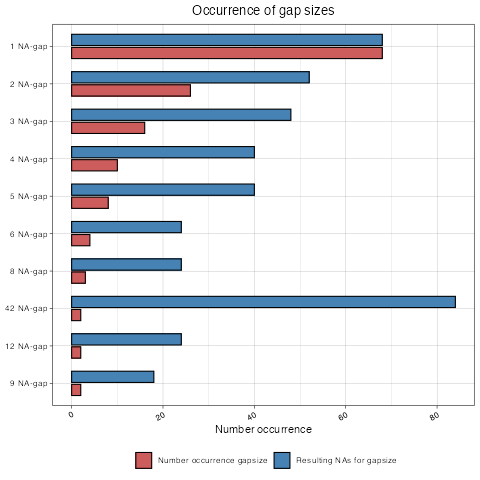 Occurrence of gap sizes
1 NA-gap
2 NA-gap
3 NA-gap
4 NA-gap
5 NA-gap
6 NA-gap
8 NA-gap
42 NA-gap
12 NA-gap
9 NA-gap
0 20 40 60 80
Number occurrence
Number occurrence gapsize Resulting NAs for gapsize